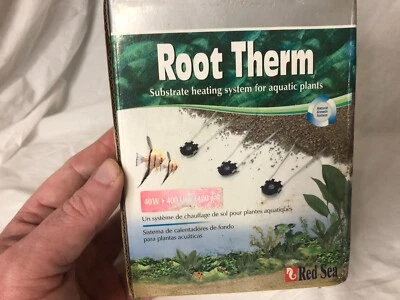 Root Therm
Substrate heating system for aquatic plants
Un système de chauffage de sol pour plantes aquatiques
Sistema de calentadores de fondo
para plantas acuáticas
Red Sea